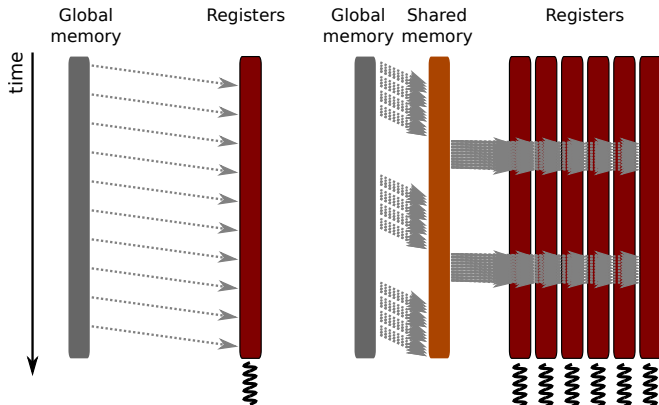 Global
memory
Registers
Global
memory
Shared
memory
Registers
time